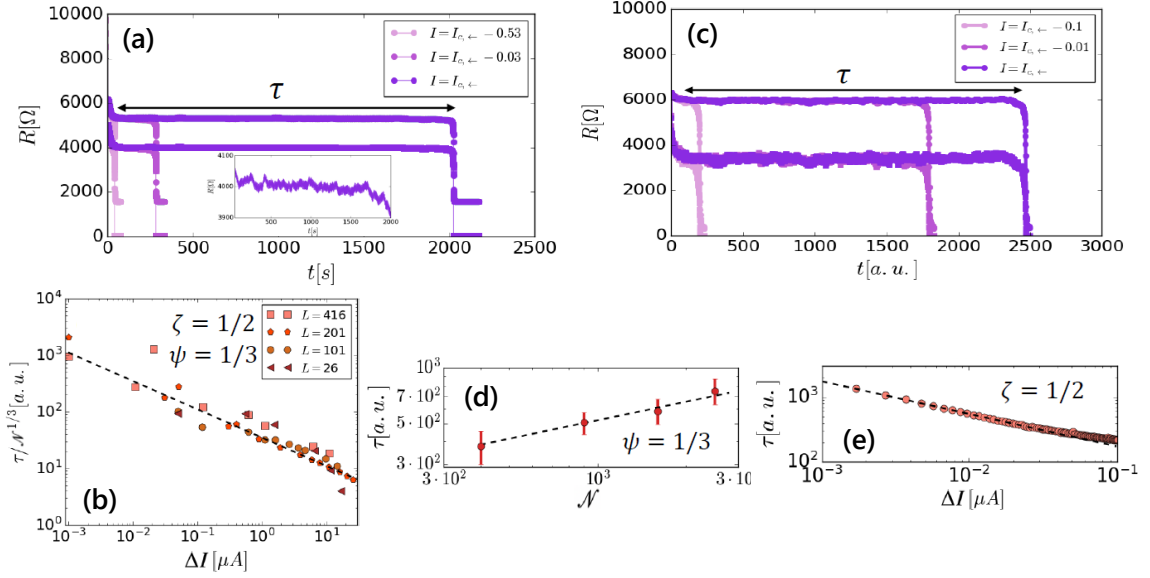 (a)
I = I_{c,←} − 0.53
I = I_{c,←} − 0.03
I = I_{c,←}
τ
R[Ω]
10000
8000
6000
4000
2000
0
4100
4000
3900
R[Ω]
500 1000 1500 2000
t[s]
0 500 1000 1500 2000 2500
t[s]
(c)
I = I_{c,←} − 0.1
I = I_{c,←} − 0.01
I = I_{c,←}
τ
R[Ω]
10000
8000
6000
4000
2000
0
0 500 1000 1500 2000 2500 3000
t[a. u.]
(b)
ζ = 1/2
ψ = 1/3
L = 416
L = 201
L = 101
L = 26
τ/𝒩^{1/3}[a. u.]
10^4
10^3
10^2
10^1
10^0
10^{−3} 10^{−2} 10^{−1} 10^0 10^1
ΔI[μA]
(d)
ψ = 1/3
τ[a. u.]
10^3
7·10^2
5·10^2
3·10^2
3·10^2 10^3 3·10
𝒩
(e)
ζ = 1/2
τ[a. u.]
10^3
10^2
10^{−3} 10^{−2} 10^{−1}
ΔI[μA]